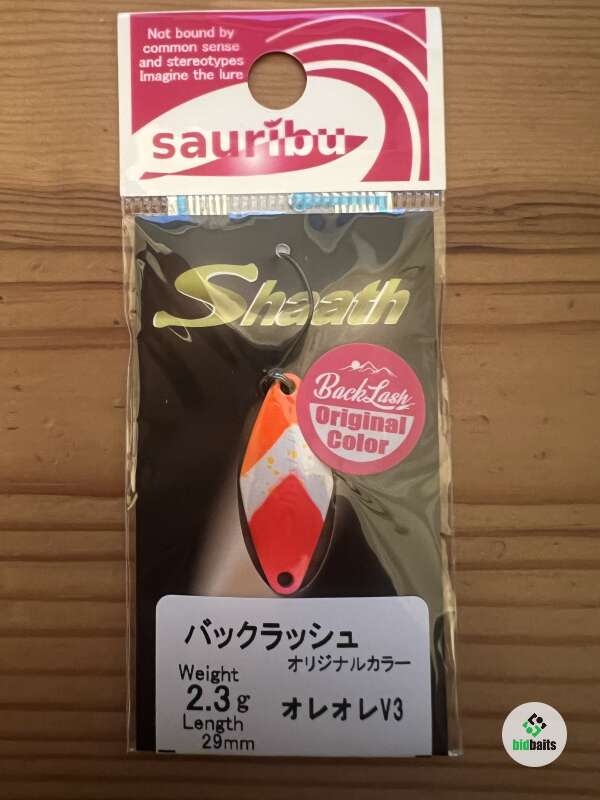 Not bound by
common sense
and stereotypes
Imagine the lure
sauribu
Shaath
BackLash
Original
Color
バックラッシュ
オリジナルカラー
Weight
2.3g
オレオレV3
Length
29mm
bidbaits